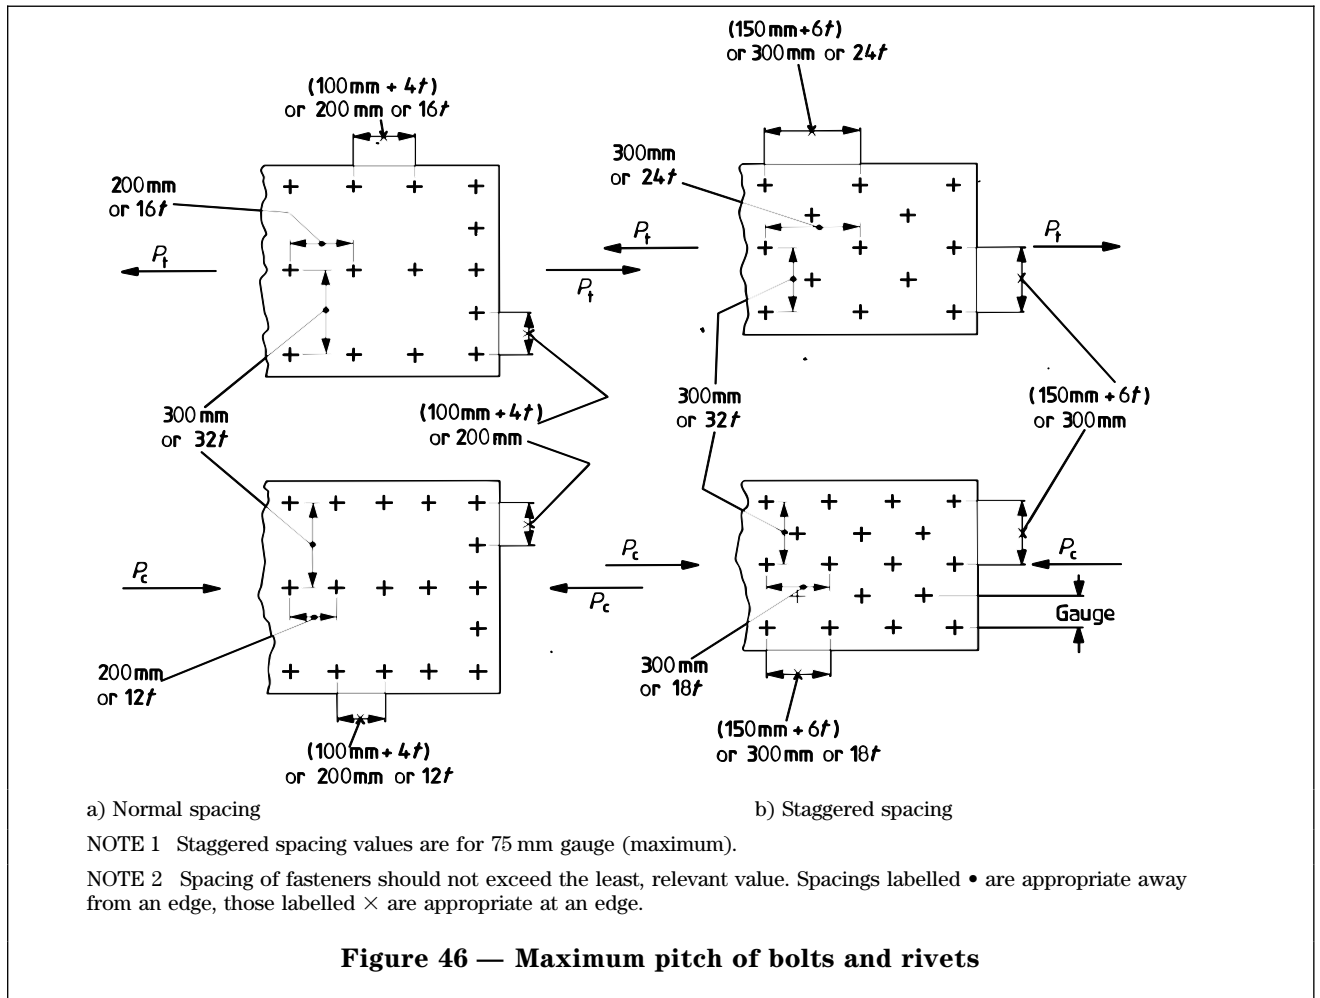 (150mm+6t)
or 300mm or 24t
(100mm + 4t)
or 200mm or 16t
300mm
or 24t
200mm
or 16t
Pt
Pt
Pt
Pt
300mm
or 32t
(100mm + 4t)
or 200mm
300mm
or 32t
(150mm + 6t)
or 300mm
Pc
Pc
Pc
Pc
Gauge
200mm
or 12t
300mm
or 18t
(100mm + 4t)
or 200mm or 12t
(150mm + 6t)
or 300mm or 18t
a) Normal spacing
b) Staggered spacing
NOTE 1 Staggered spacing values are for 75 mm gauge (maximum).
NOTE 2 Spacing of fasteners should not exceed the least, relevant value. Spacings labelled • are appropriate away
from an edge, those labelled × are appropriate at an edge.
Figure 46 — Maximum pitch of bolts and rivets